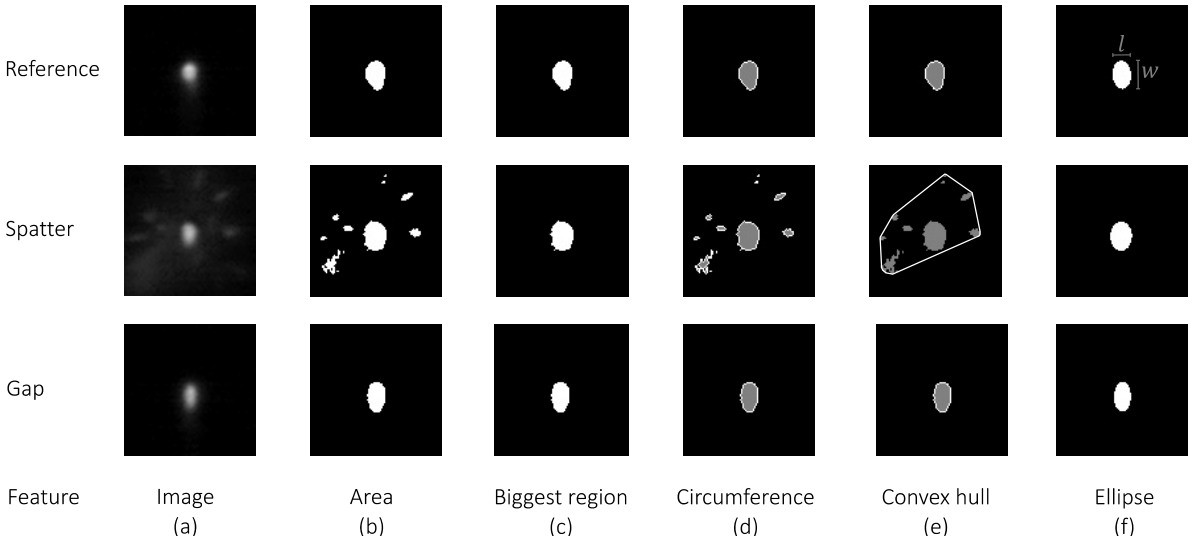 Reference
l
w
Spatter
Gap
Feature Image Area Biggest region Circumference Convex hull Ellipse
(a) (b) (c) (d) (e) (f)